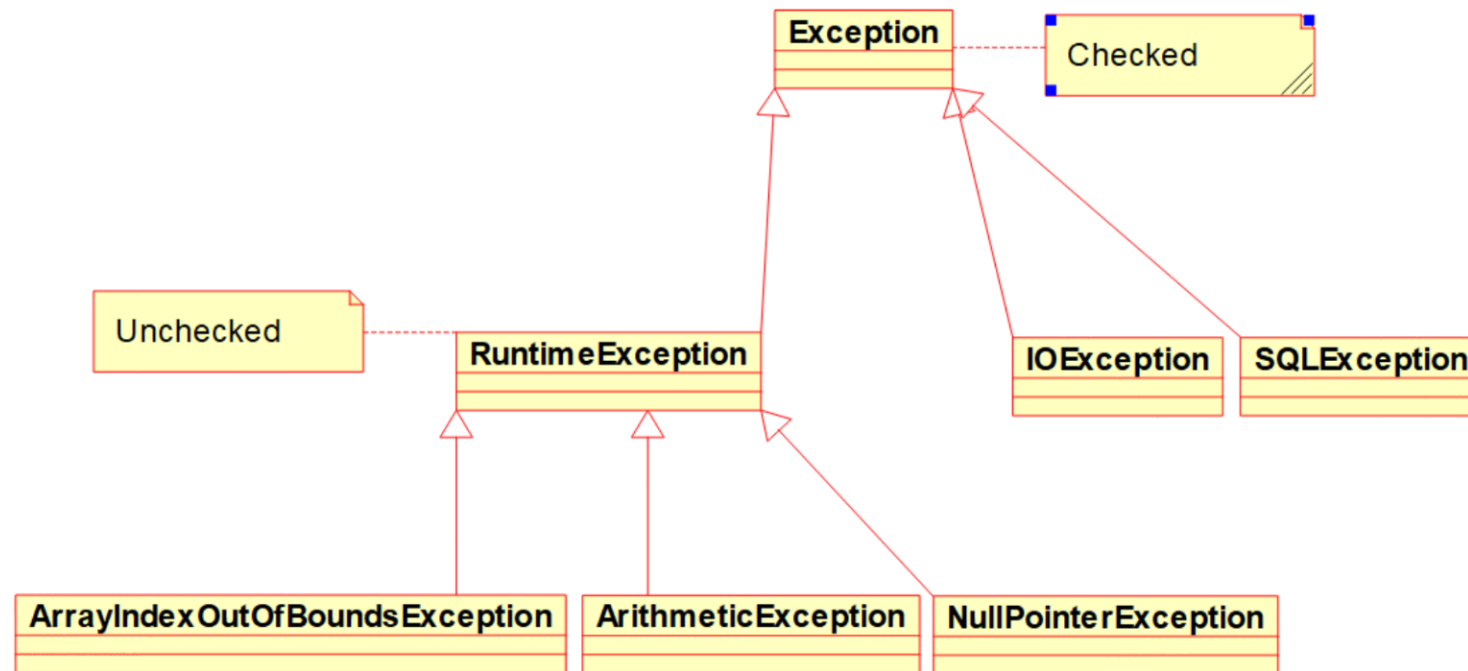 Exception
Checked
Unchecked
RuntimeException
IOException
SQLException
ArrayIndexOutOfBoundsException
ArithmeticException
NullPointerException